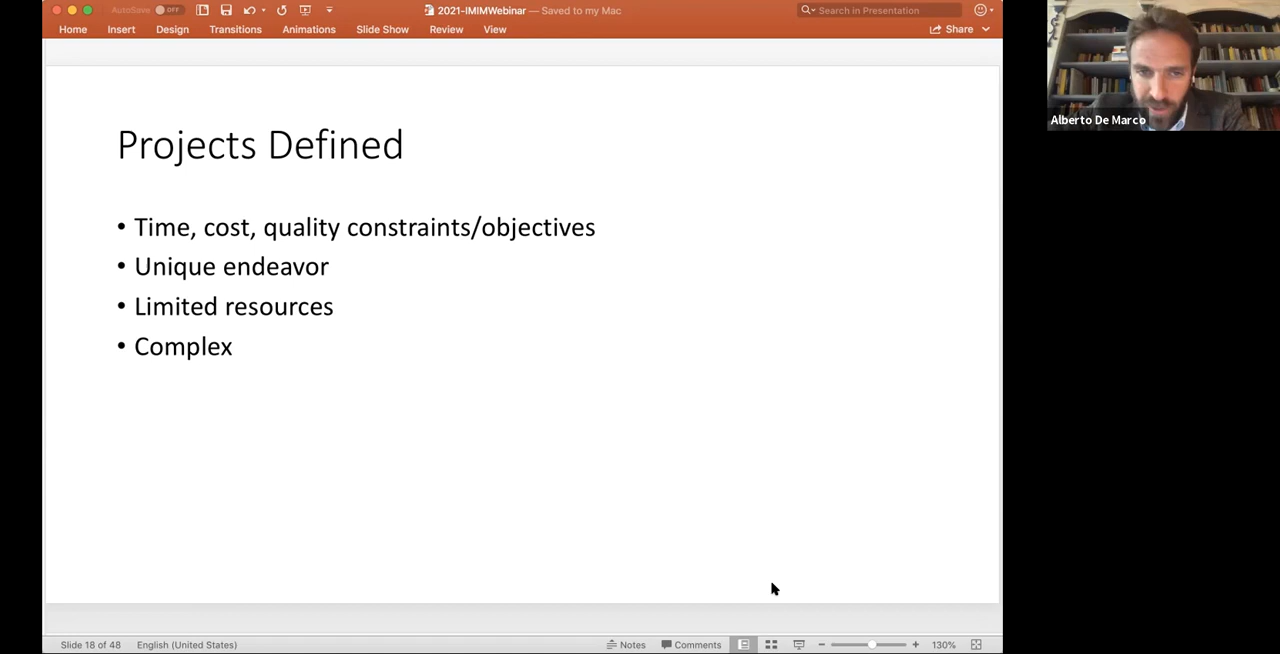 AutoSave OFF
2021-IMIMWebinar — Saved to my Mac
Search in Presentation
Home Insert Design Transitions Animations Slide Show Review View
Share
Alberto De Marco
Projects Defined
• Time, cost, quality constraints/objectives
• Unique endeavor
• Limited resources
• Complex
Slide 18 of 48 English (United States)
Notes Comments 130%